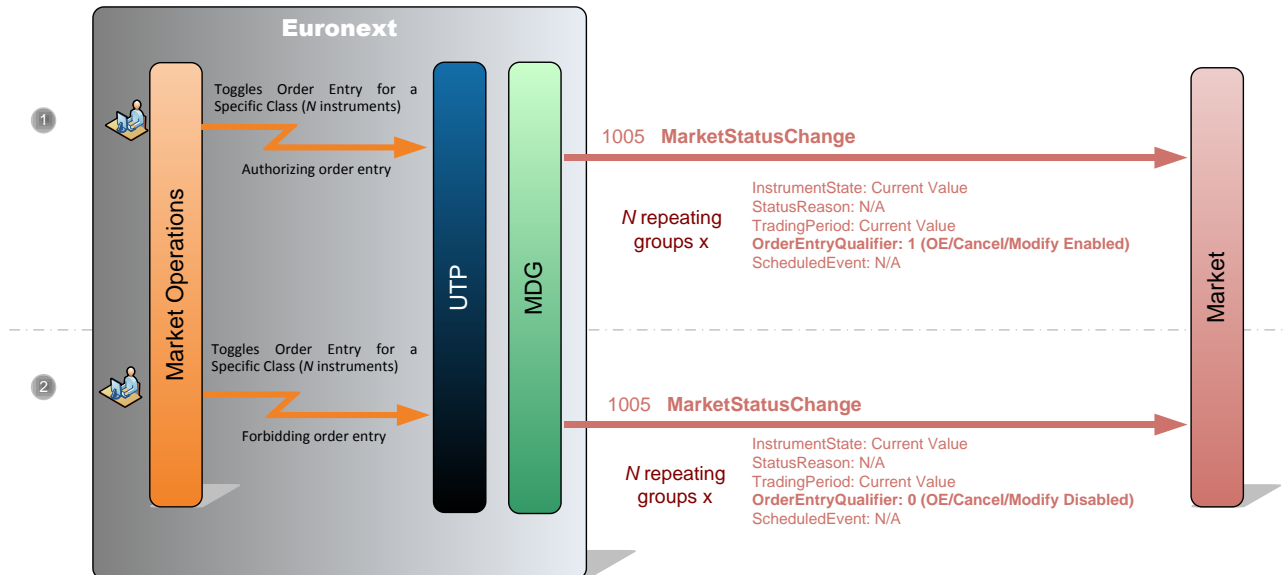 Euronext
1
Toggles Order Entry for a
Specific Class (N instruments)
Authorizing order entry
Market Operations
UTP
MDG
1005 MarketStatusChange
N repeating
groups x
InstrumentState: Current Value
StatusReason: N/A
TradingPeriod: Current Value
OrderEntryQualifier: 1 (OE/Cancel/Modify Enabled)
ScheduledEvent: N/A
Market
2
Toggles Order Entry for a
Specific Class (N instruments)
Forbidding order entry
1005 MarketStatusChange
N repeating
groups x
InstrumentState: Current Value
StatusReason: N/A
TradingPeriod: Current Value
OrderEntryQualifier: 0 (OE/Cancel/Modify Disabled)
ScheduledEvent: N/A